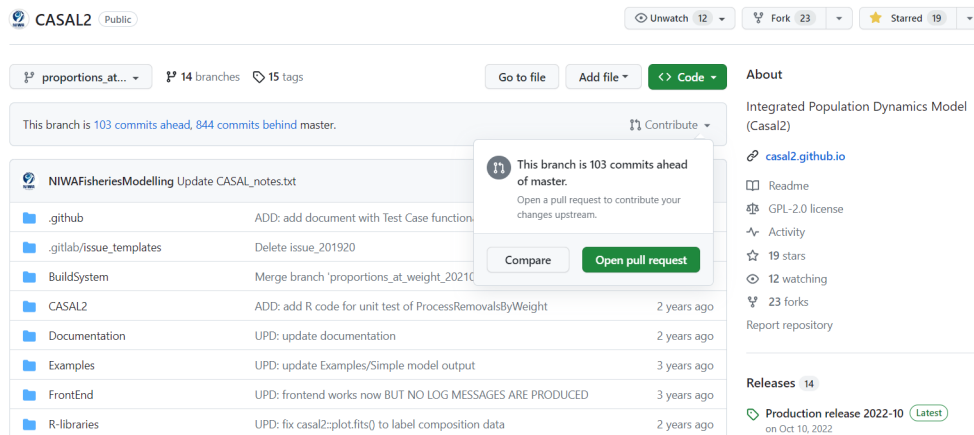 CASAL2 Public
Unwatch 12
Fork 23
Starred 19
proportions_at...
14 branches
15 tags
Go to file
Add file
Code
This branch is 103 commits ahead, 844 commits behind master.
Contribute
This branch is 103 commits ahead
of master.
Open a pull request to contribute your
changes upstream.
Compare
Open pull request
NIWAFisheriesModelling Update CASAL_notes.txt
.github ADD: add document with Test Case function
.gitlab/issue_templates Delete issue_201920
BuildSystem Merge branch 'proportions_at_weight_2021
CASAL2 ADD: add R code for unit test of ProcessRemovalsByWeight 2 years ago
Documentation UPD: update documentation 2 years ago
Examples UPD: update Examples/Simple model output 3 years ago
FrontEnd UPD: frontend works now BUT NO LOG MESSAGES ARE PRODUCED 3 years ago
R-libraries UPD: fix casal2::plot.fits() to label composition data 2 years ago
About
Integrated Population Dynamics Model
(Casal2)
casal2.github.io
Readme
GPL-2.0 license
Activity
19 stars
12 watching
23 forks
Report repository
Releases 14
Production release 2022-10 Latest
on Oct 10, 2022